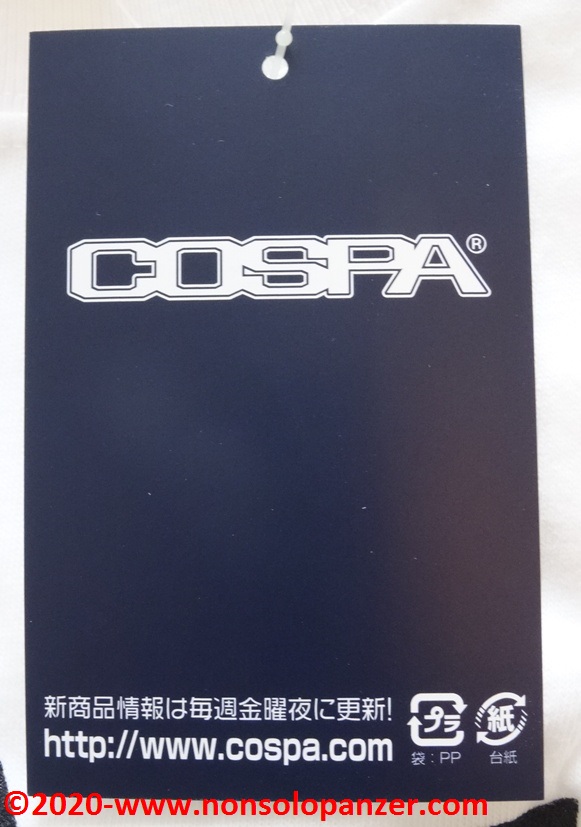 COSPA®
新商品情報は毎週金曜夜に更新!
http://www.cospa.com
プラ
袋：PP
紙
台紙
©2020-www.nonsolopanzer.com